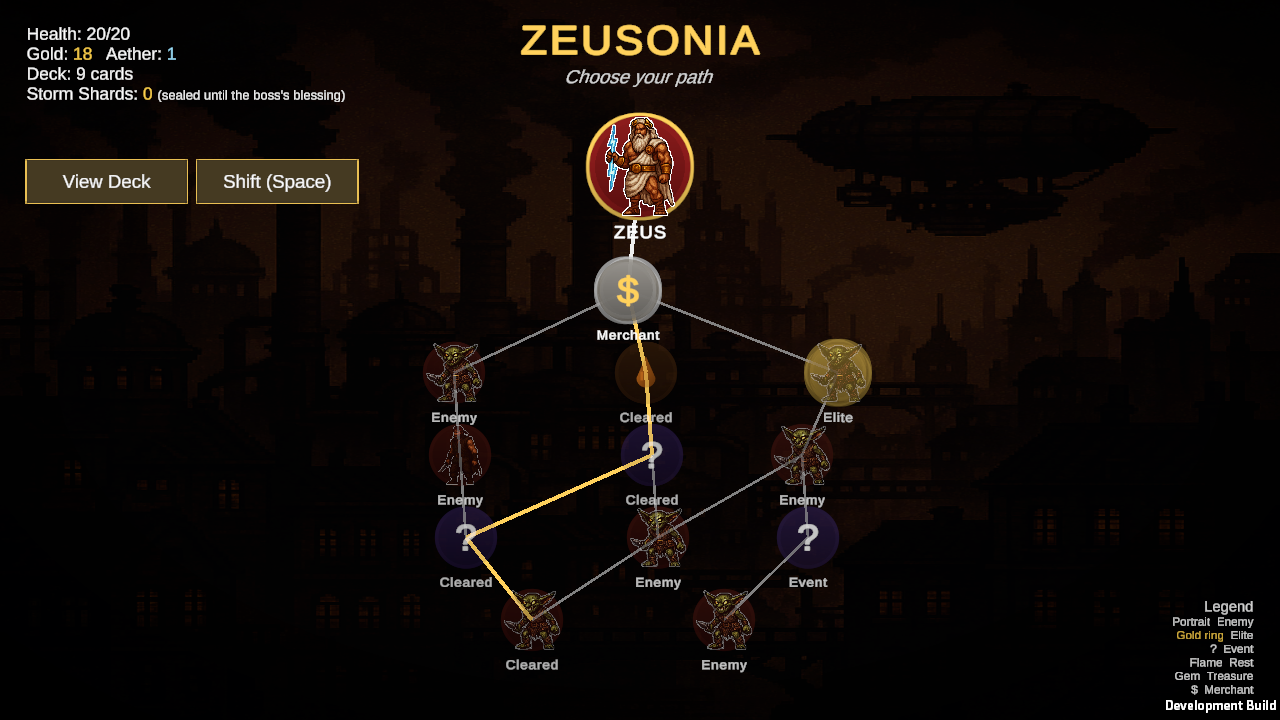 Health: 20/20
Gold: 18 Aether: 1
Deck: 9 cards
Storm Shards: 0 (sealed until the boss's blessing)
ZEUSONIA
Choose your path
View Deck
Shift (Space)
ZEUS
$
Merchant
Enemy
Cleared
Elite
?
Enemy
Cleared
Enemy
?
?
Cleared
Enemy
Event
Cleared
Enemy
Legend
Portrait Enemy
Gold ring Elite
? Event
Flame Rest
Gem Treasure
$ Merchant
Development Build